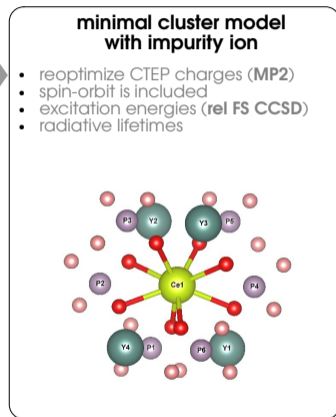 minimal cluster model
with impurity ion
• reoptimize CTEP charges (MP2)
• spin-orbit is included
• excitation energies (rel FS CCSD)
• radiative lifetimes
P3 Y2 Y3 P5
Ce1
P2 P4
Y4 P1 P6 Y1